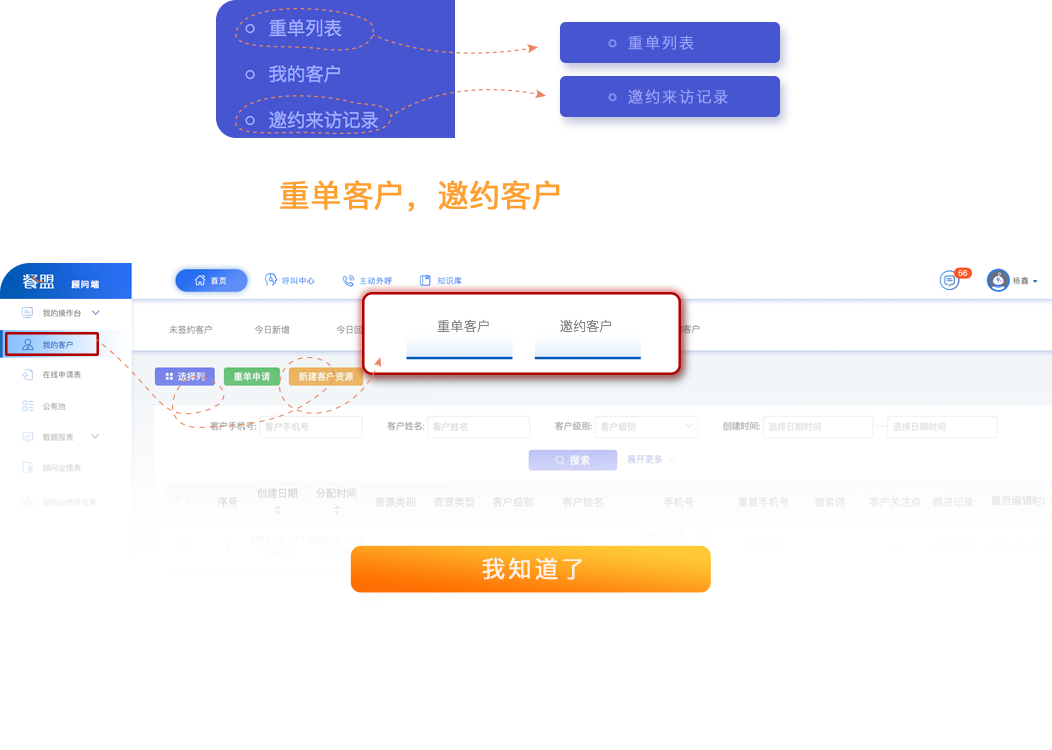 重单列表
重单列表
我的客户
邀约来访记录
邀约来访记录
重单客户，邀约客户
餐盟 顾问端
首页 呼叫中心 主动外呼 知识库 66 杨鑫
我的操作台
未签约客户 今日新增 今日回 重单客户 邀约客户 客户
我的客户
在线申请表
选择列 重单申请 新建客户资源
公有池
客户手机号: 客户手机号 客户姓名: 客户姓名 客户级别: 客户级别 创建时间: 选择日期时间 — 选择日期时间
数据报表
搜索 展开更多
顾问业绩表
序号 创建日期 分配时间 资源类别 资源类型 客户级别 客户姓名 手机号 重复手机号 搜索词 客户关注点 跟进记录 最后编辑时
顾问业绩排名表
我知道了